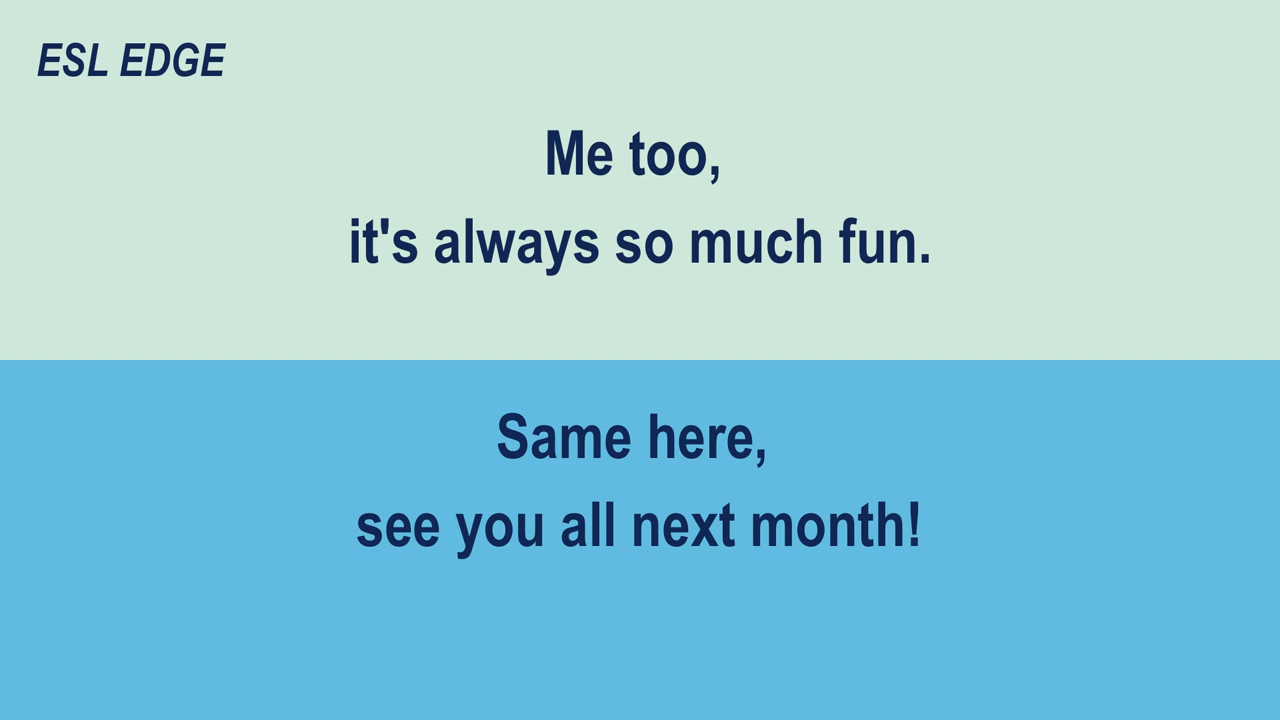 ESL EDGE
Me too,
it's always so much fun.
Same here,
see you all next month!